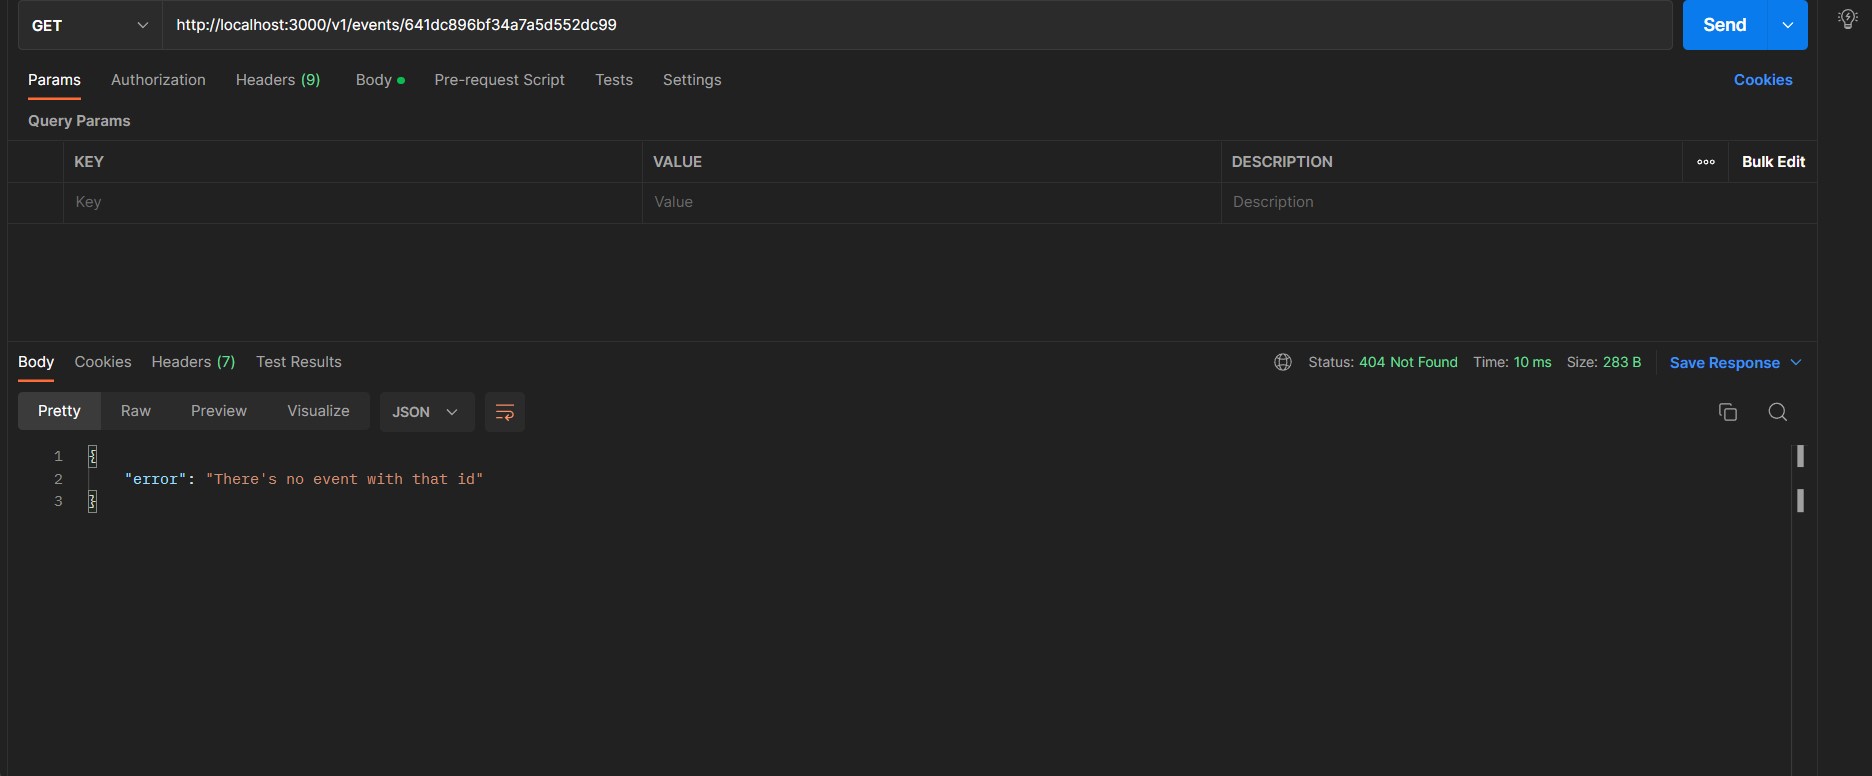 GET http://localhost:3000/v1/events/641dc896bf34a7a5d552dc99 Send
Params Authorization Headers (9) Body Pre-request Script Tests Settings Cookies
Query Params
KEY VALUE DESCRIPTION ooo Bulk Edit
Key Value Description
Body Cookies Headers (7) Test Results Status: 404 Not Found Time: 10 ms Size: 283 B Save Response
Pretty Raw Preview Visualize JSON
1 {
2 "error": "There's no event with that id"
3 }